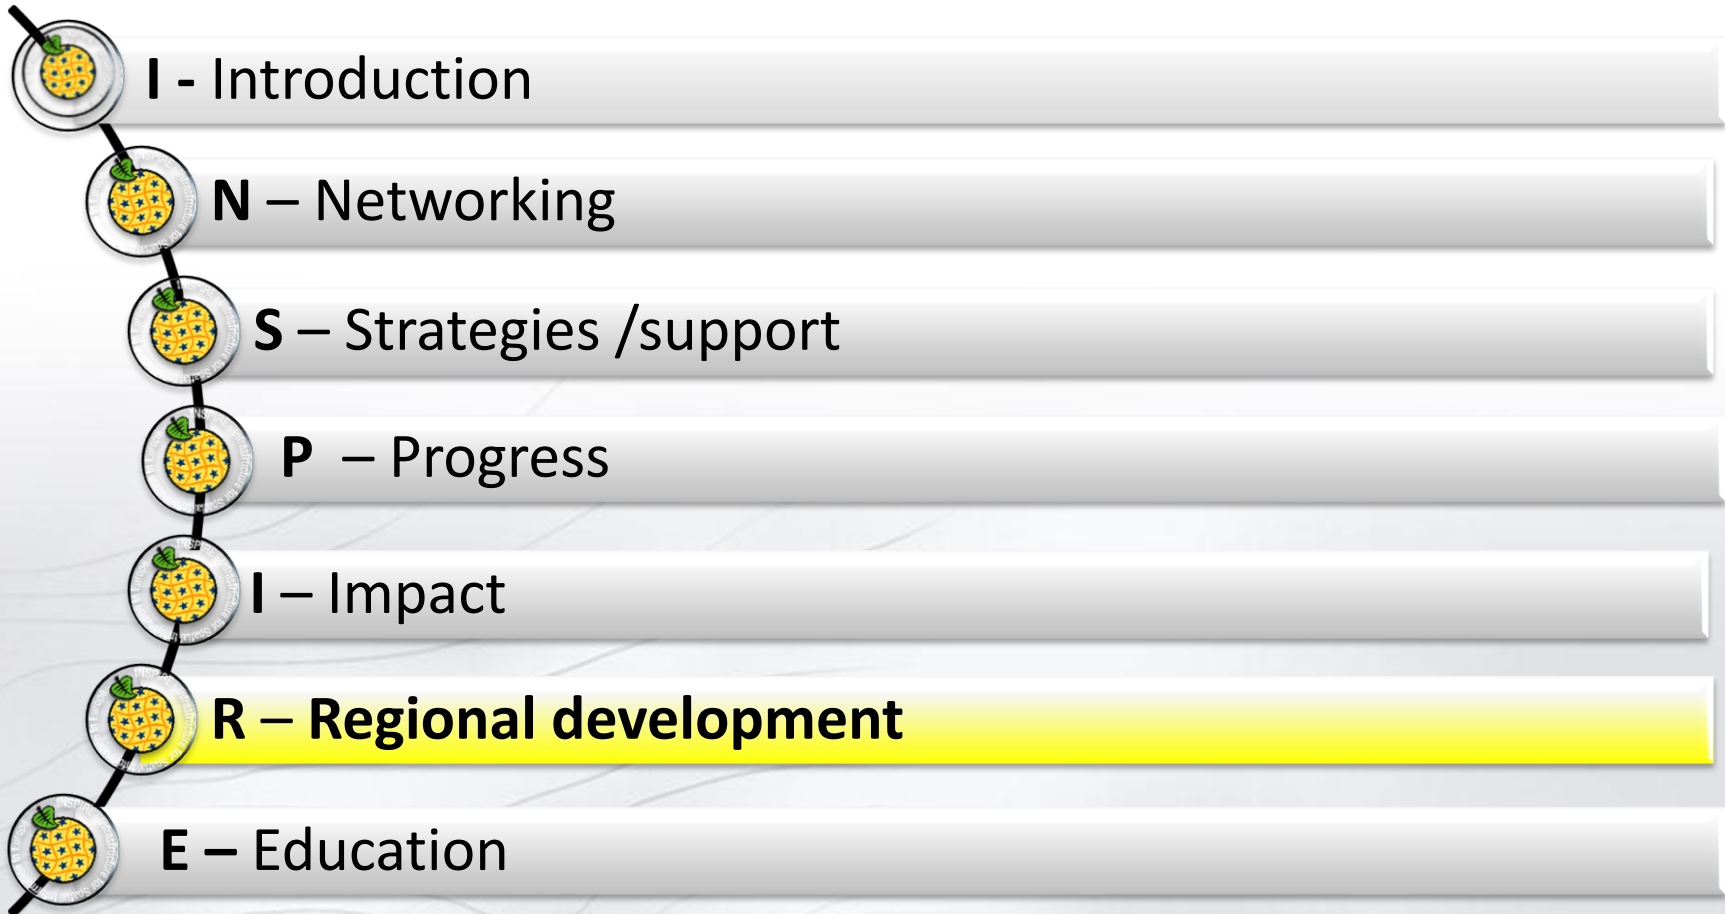 I - Introduction
N – Networking
S – Strategies /support
P – Progress
I – Impact
R – Regional development
E – Education